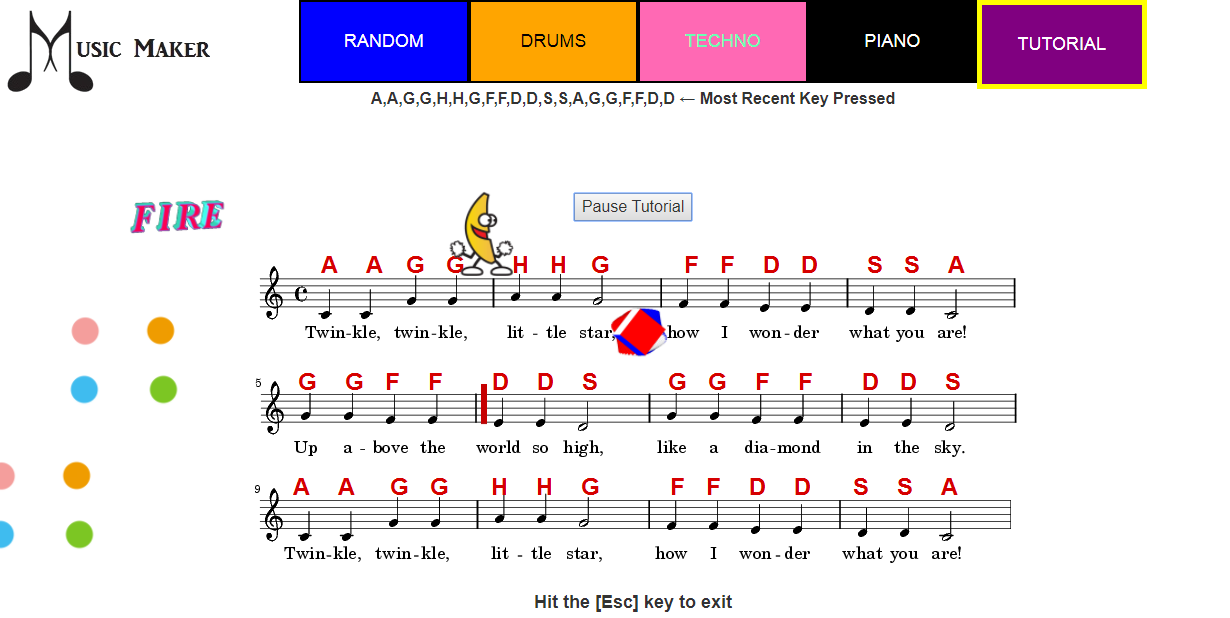 Music Maker
RANDOM DRUMS TECHNO PIANO TUTORIAL
A,A,G,G,H,H,G,F,F,D,D,S,S,A,G,G,F,F,D,D ← Most Recent Key Pressed
FIRE
Pause Tutorial
A A G G H H G F F D D S S A
Twin-kle, twin-kle, lit - tle star, how I won-der what you are!
5
G G F F D D S G G F F D D S
Up a - bove the world so high, like a dia-mond in the sky.
9
A A G G H H G F F D D S S A
Twin-kle, twin-kle, lit - tle star, how I won - der what you are!
Hit the [Esc] key to exit